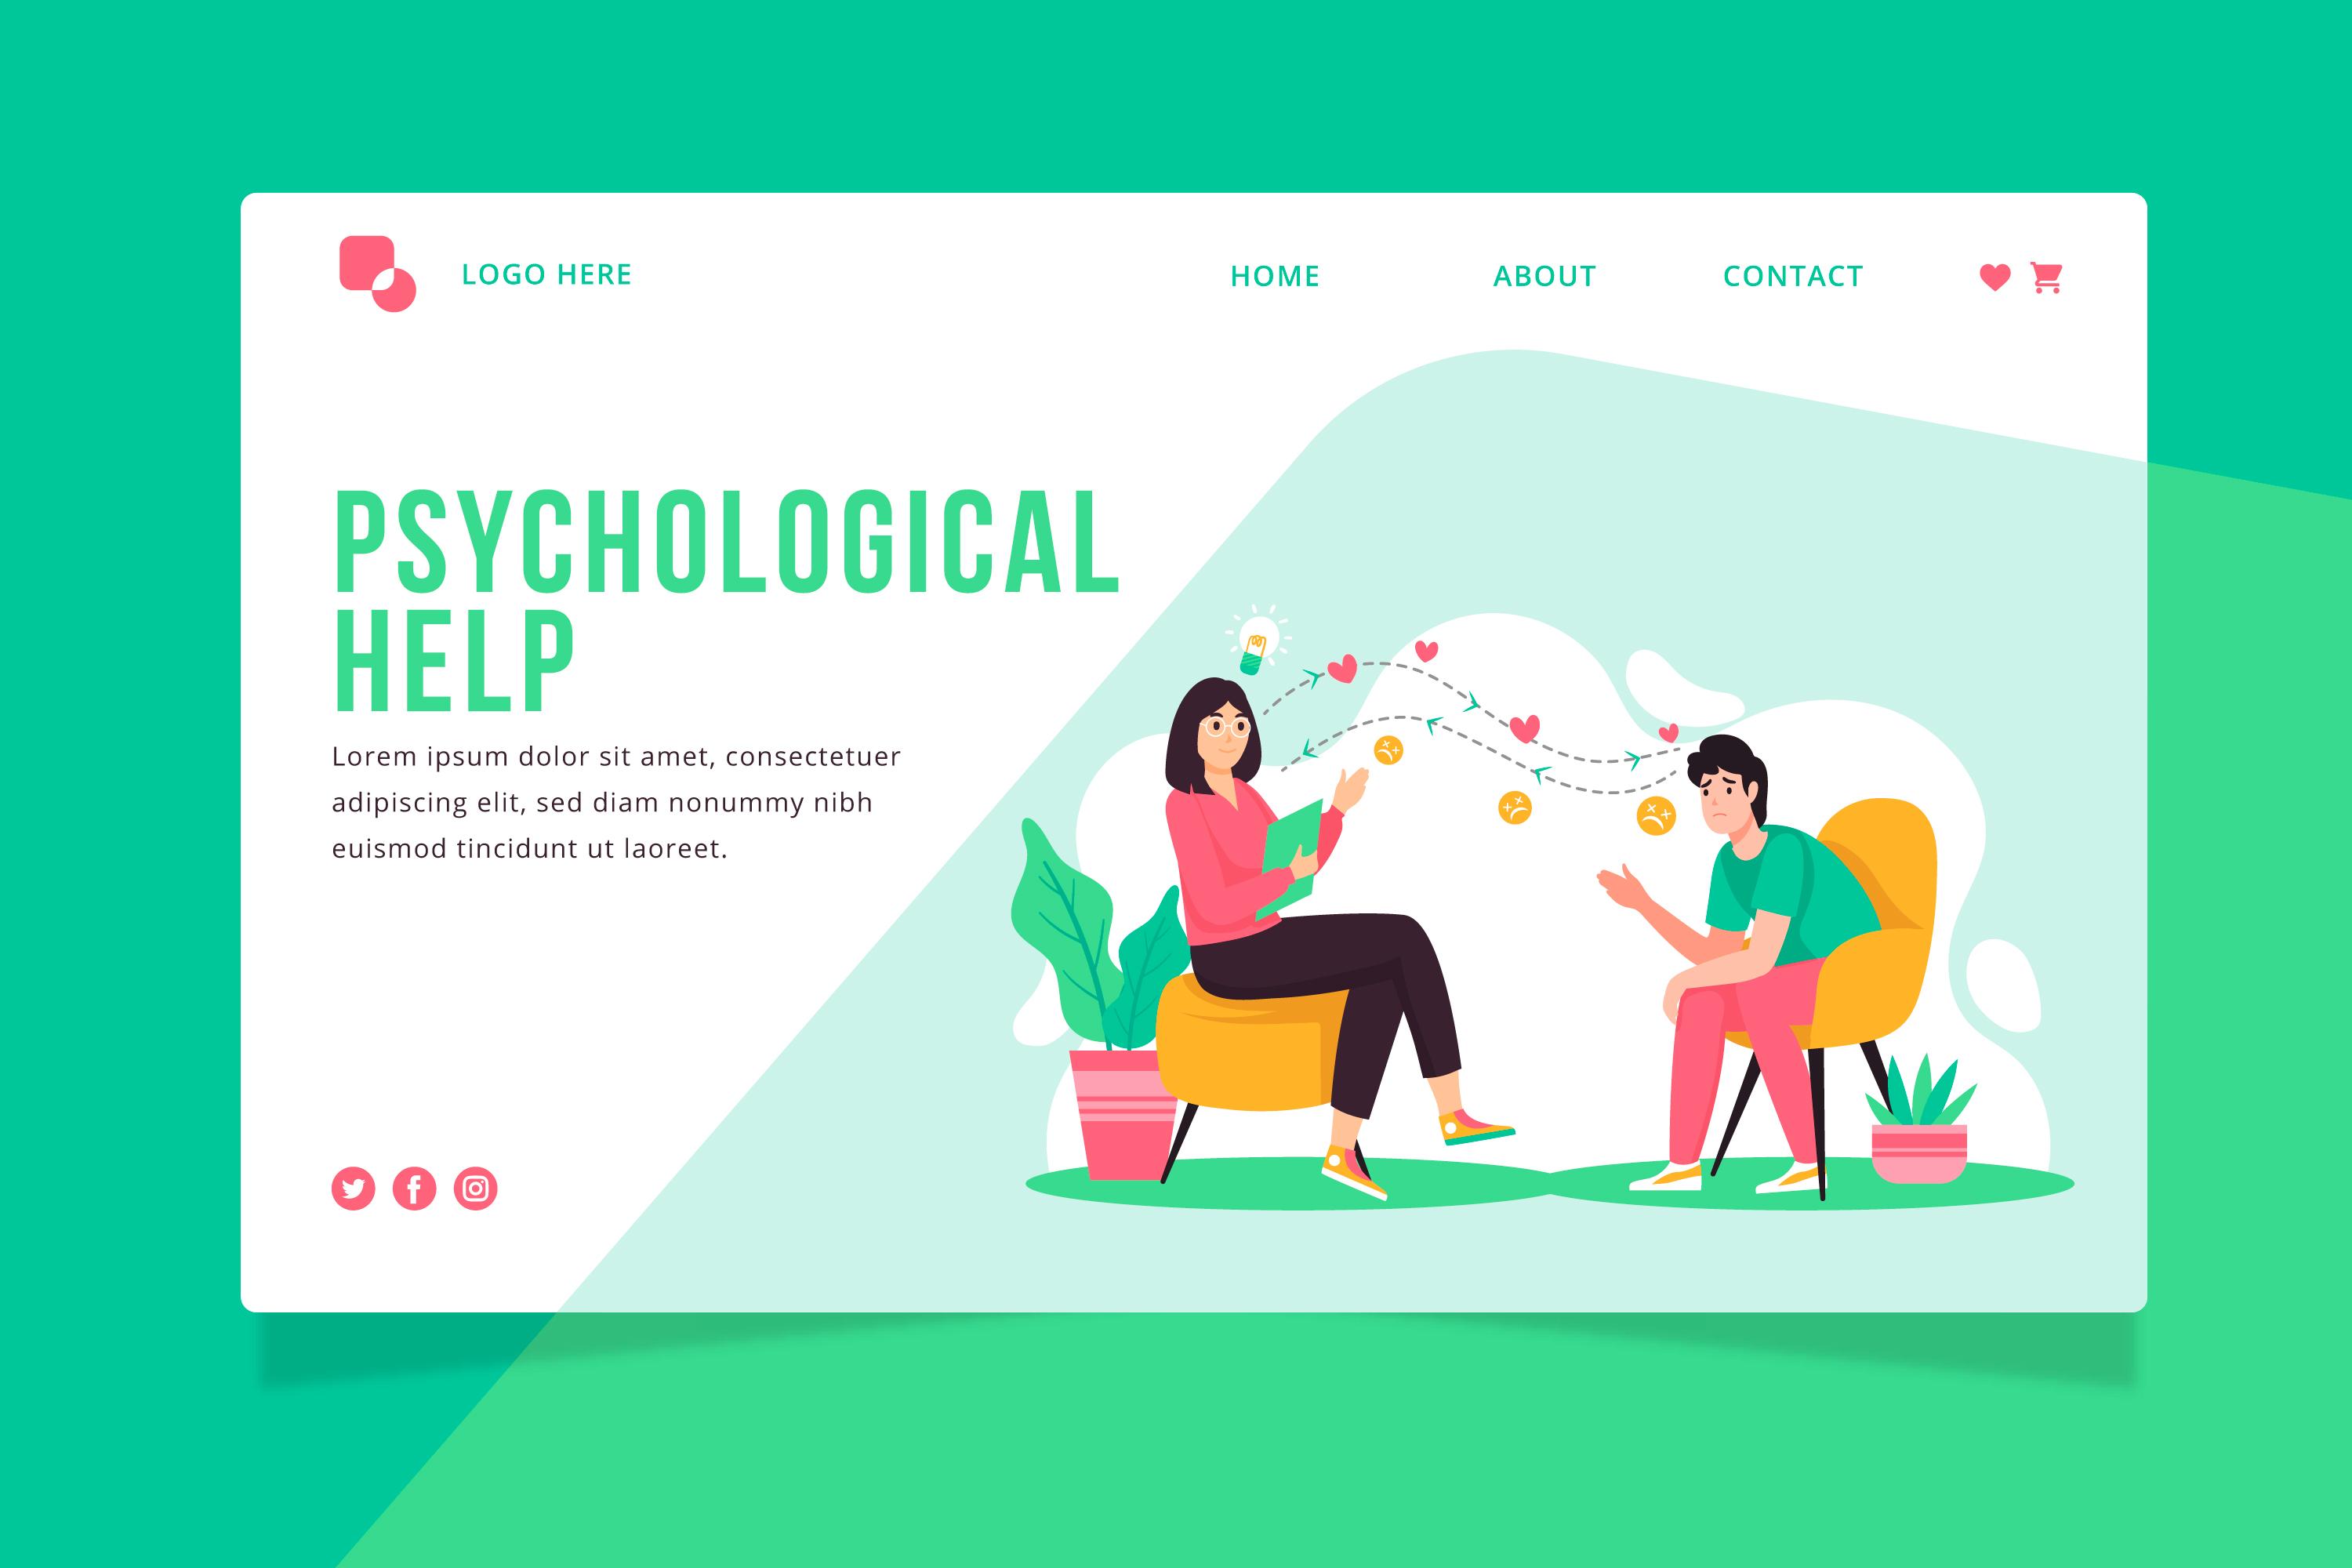 LOGO HERE
HOME ABOUT CONTACT
PSYCHOLOGICAL
HELP
Lorem ipsum dolor sit amet, consectetuer
adipiscing elit, sed diam nonummy nibh
euismod tincidunt ut laoreet.